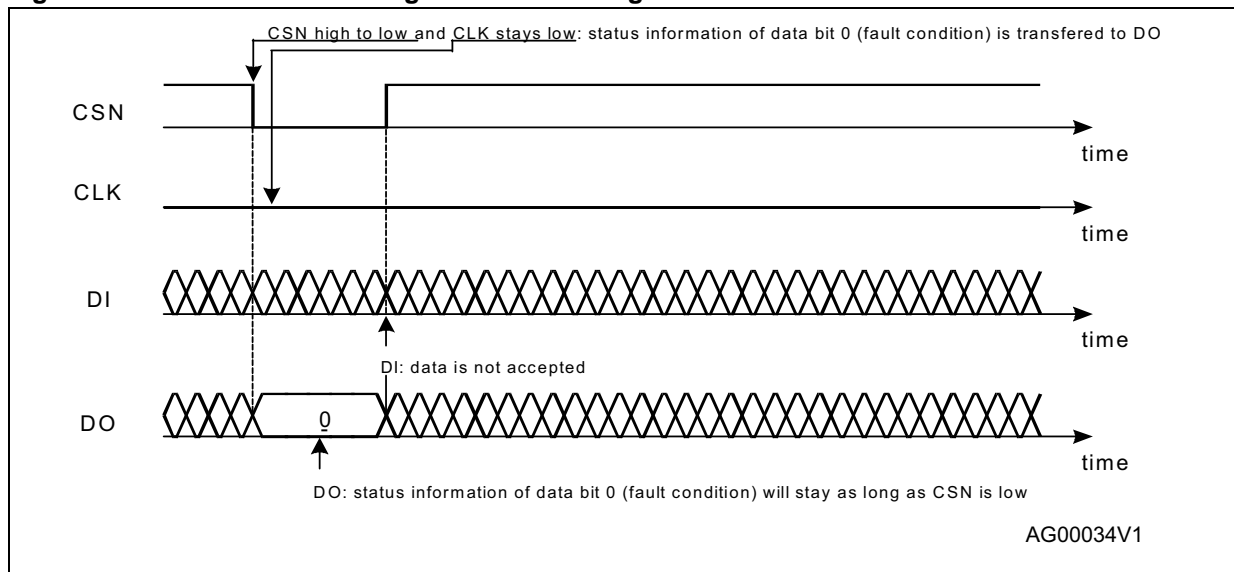 CSN high to low and CLK stays low: status information of data bit 0 (fault condition) is transfered to DO
CSN
time
CLK
time
DI
time
DI: data is not accepted
0
DO
time
DO: status information of data bit 0 (fault condition) will stay as long as CSN is low
AG00034V1